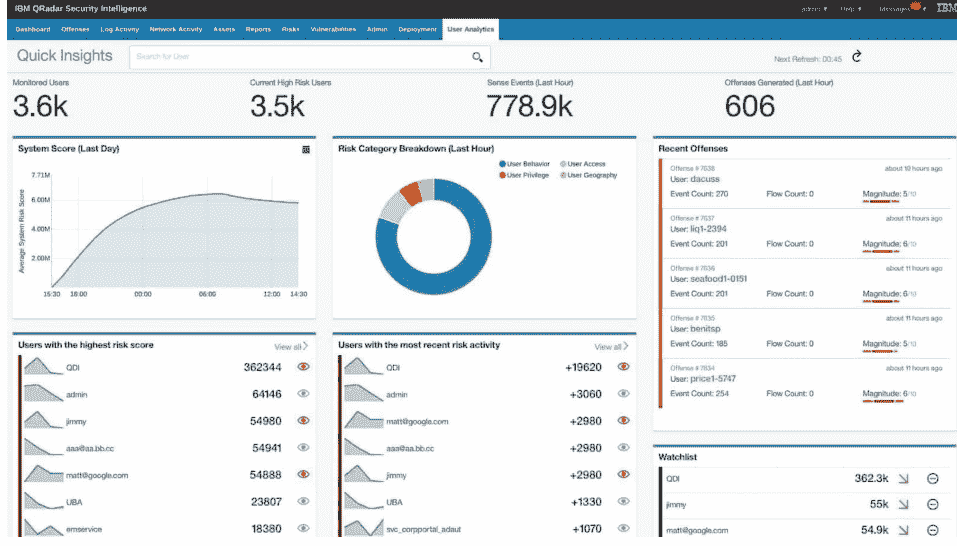 IBM QRadar Security Intelligence
admin Help Messages IBM
Dashboard Offenses Log Activity Network Activity Assets Reports Risks Vulnerabilities Admin Deployment User Analytics
Quick Insights
Search for User
Next Refresh: 00:45
Monitored Users
3.6k
Current High Risk Users
3.5k
Sense Events (Last Hour)
778.9k
Offenses Generated (Last Hour)
606
System Score (Last Day)
Average System Risk Score
7.71M
6.00M
4.00M
2.00M
15:30 18:00 00:00 06:00 12:00 14:30
Risk Category Breakdown (Last Hour)
User Behavior User Access
User Privilege User Geography
Recent Offenses
Offense # 7638 about 10 hours ago
User: dacuss
Event Count: 270 Flow Count: 0 Magnitude: 5/10
Offense # 7637 about 11 hours ago
User: liq1-2394
Event Count: 201 Flow Count: 0 Magnitude: 6/10
Offense # 7636 about 11 hours ago
User: seafood1-0151
Event Count: 201 Flow Count: 0 Magnitude: 6/10
Offense # 7635 about 11 hours ago
User: benitsp
Event Count: 185 Flow Count: 0 Magnitude: 5/10
Offense # 7634 about 11 hours ago
User: price1-5747
Event Count: 254 Flow Count: 0 Magnitude: 6/10
Users with the highest risk score View all
QDI 362344
admin 64146
jimmy 54980
aaa@aa.bb.cc 54941
matt@google.com 54888
UBA 23807
emservice 18380
Users with the most recent risk activity View all
QDI +19620
admin +3060
matt@google.com +2980
aaa@aa.bb.cc +2980
jimmy +2980
UBA +1330
svc_corpportal_adaut +1070
Watchlist
QDI 362.3k
jimmy 55k
matt@google.com 54.9k